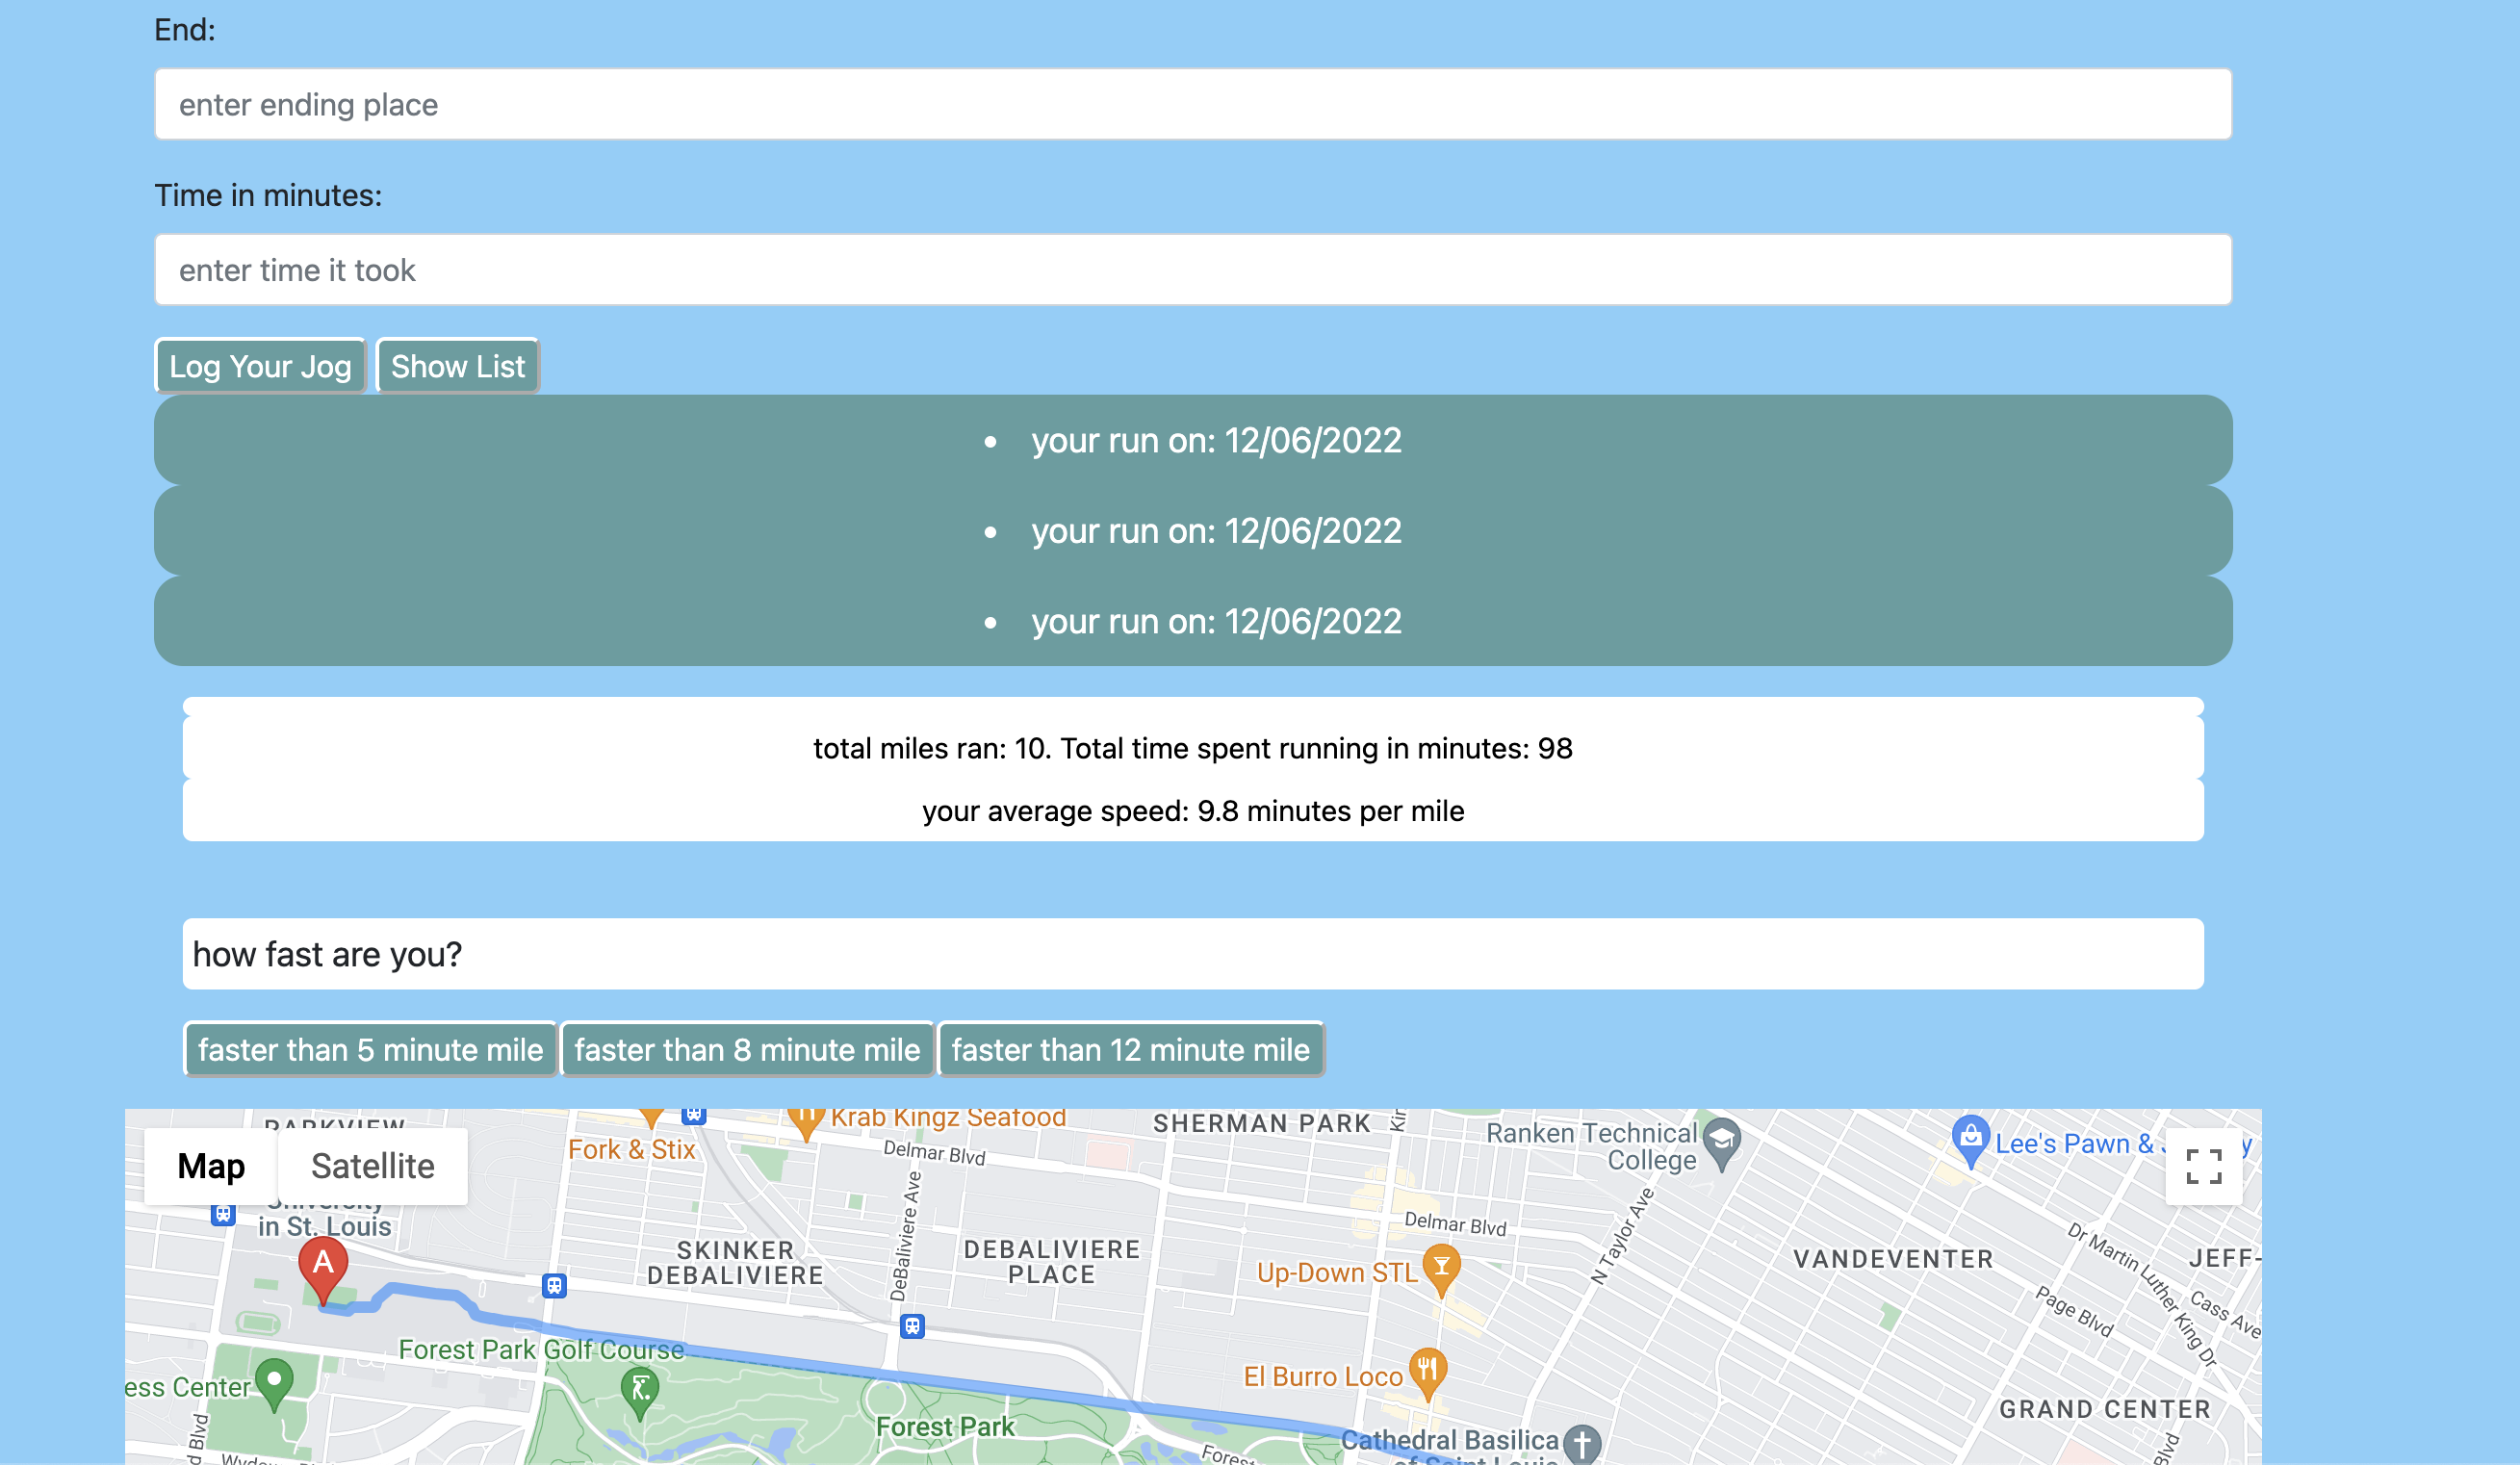 End:
enter ending place
Time in minutes:
enter time it took
Log Your Jog
Show List
your run on: 12/06/2022
your run on: 12/06/2022
your run on: 12/06/2022
total miles ran: 10. Total time spent running in minutes: 98
your average speed: 9.8 minutes per mile
how fast are you?
faster than 5 minute mile
faster than 8 minute mile
faster than 12 minute mile
PARKVIEW
Map
Satellite
University
in St. Louis
A
Fork & Stix
Krab Kingz Seafood
Delmar Blvd
SHERMAN PARK
Ranken Technical
College
Lee's Pawn &
SKINKER
DEBALIVIERE
DeBaliviere Ave
DEBALIVIERE
PLACE
Delmar Blvd
Up-Down STL
N Taylor Ave
VANDEVENTER
Dr Martin Luther King Dr
JEFF-
Page Blvd
Cass Ave
Forest Park Golf Course
ess Center
El Burro Loco
Forest Park
GRAND CENTER
Cathedral Basilica
of Saint Louis
Blvd
Blvd